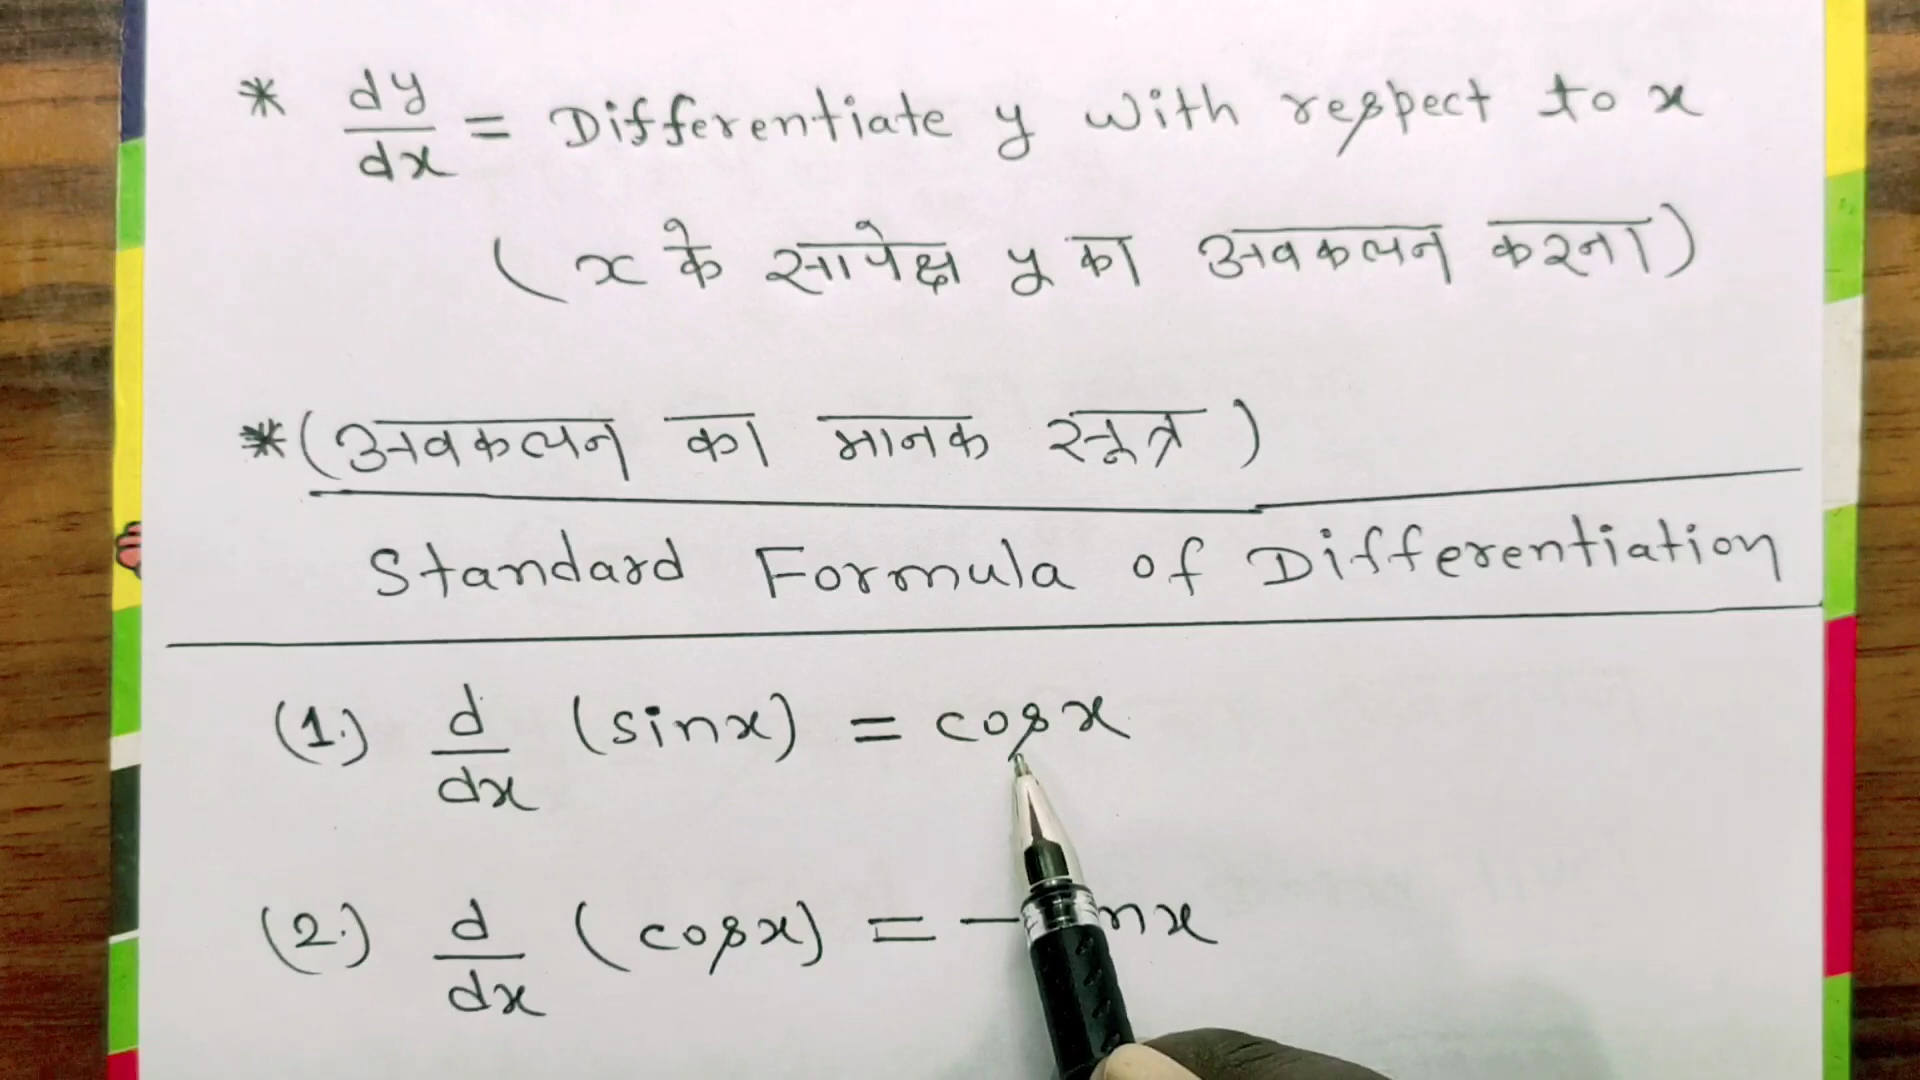 * dy/dx = Differentiate y with respect to x
( x के सापेक्ष y का अवकलन करना )
* ( अवकलन का मानक सूत्र )
Standard Formula of Differentiation
(1.) d/dx (sinx) = cosx
(2.) d/dx (cosx) = -